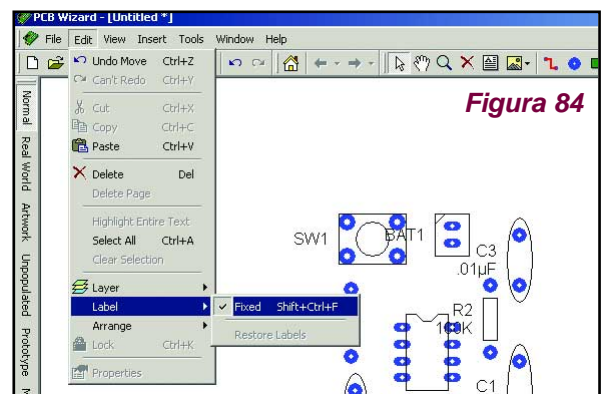 PCB Wizard - [Untitled *]
File Edit View Insert Tools Window Help
Undo Move Ctrl+Z
Can't Redo Ctrl+Y
Cut Ctrl+X
Copy Ctrl+C
Paste Ctrl+V
Delete Del
Delete Page
Highlight Entire Text
Select All Ctrl+A
Clear Selection
Layer
Label
Arrange
Lock Ctrl+K
Properties
Fixed Shift+Ctrl+F
Restore Labels
Normal
Real World
Artwork
Unpopulated
Prototype
Figura 84
SW1
BAT1
C3
.01µF
R2
100K
C1